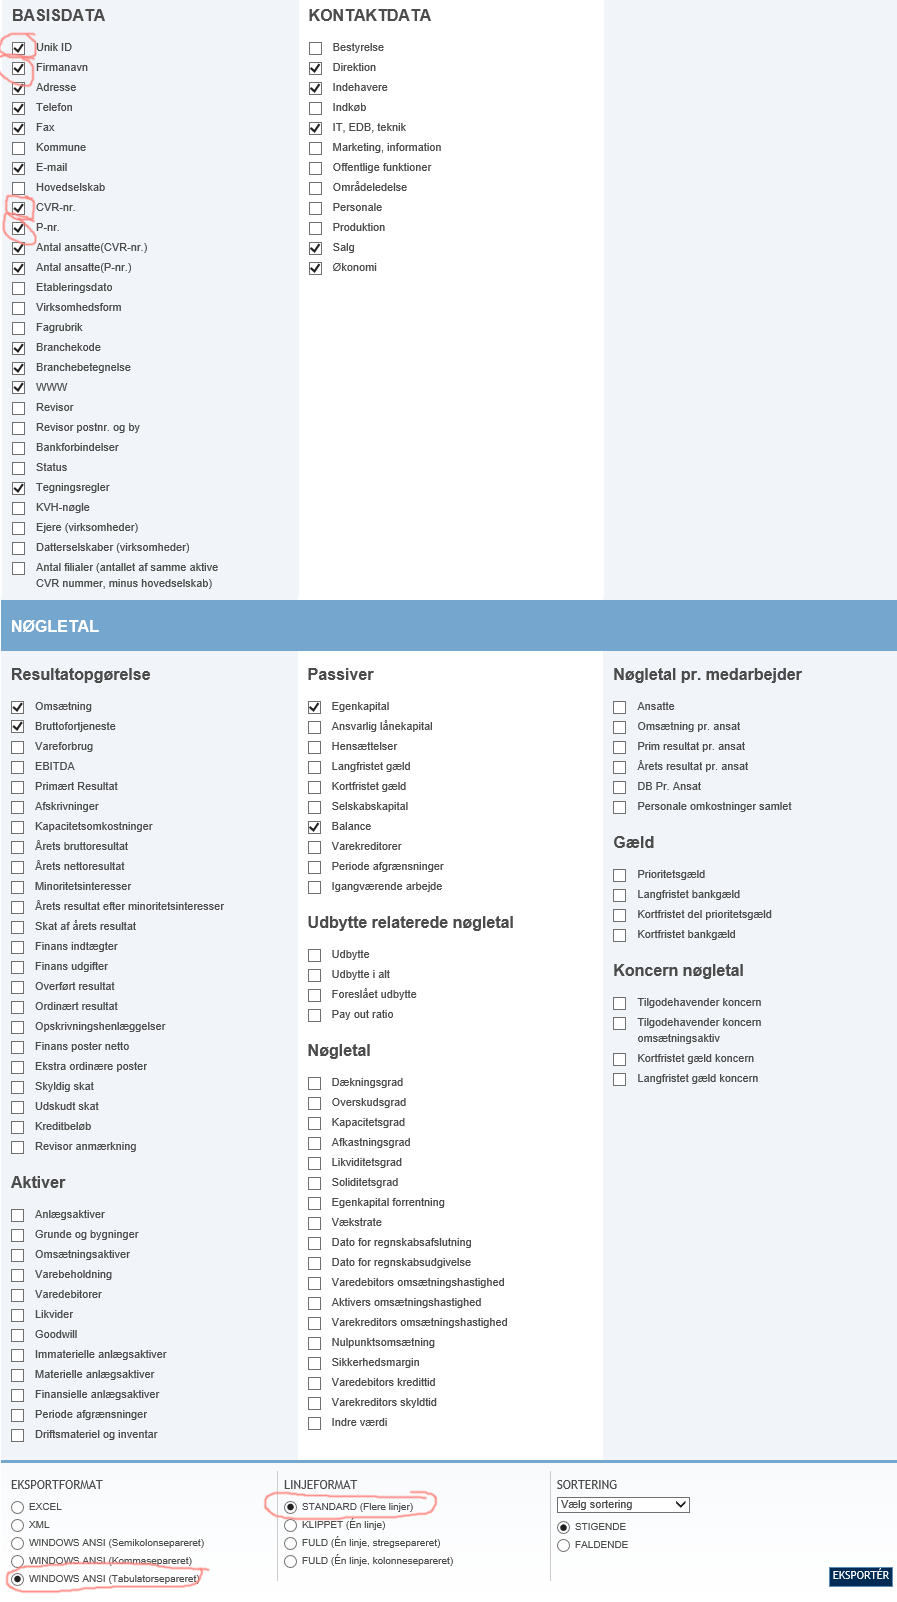 BASISDATA
Unik ID
Firmanavn
Adresse
Telefon
Fax
Kommune
E-mail
Hovedselskab
CVR-nr.
P-nr.
Antal ansatte(CVR-nr.)
Antal ansatte(P-nr.)
Etableringsdato
Virksomhedsform
Fagrubrik
Branchekode
Branchebetegnelse
WWW
Revisor
Revisor postnr. og by
Bankforbindelser
Status
Tegningsregler
KVH-nøgle
Ejere (virksomheder)
Datterselskaber (virksomheder)
Antal filialer (antallet af samme aktive
CVR nummer, minus hovedselskab)
KONTAKTDATA
Bestyrelse
Direktion
Indehavere
Indkøb
IT, EDB, teknik
Marketing, information
Offentlige funktioner
Områdeledelse
Personale
Produktion
Salg
Økonomi
NØGLETAL
Resultatopgørelse
Omsætning
Bruttofortjeneste
Vareforbrug
EBITDA
Primært Resultat
Afskrivninger
Kapacitetsomkostninger
Årets bruttoresultat
Årets nettoresultat
Minoritetsinteresser
Årets resultat efter minoritetsinteresser
Skat af årets resultat
Finans indtægter
Finans udgifter
Overført resultat
Ordinært resultat
Opskrivningshenlæggelser
Finans poster netto
Ekstra ordinære poster
Skyldig skat
Udskudt skat
Kreditbeløb
Revisor anmærkning
Aktiver
Anlægsaktiver
Grunde og bygninger
Omsætningsaktiver
Varebeholdning
Varedebitorer
Likvider
Goodwill
Immaterielle anlægsaktiver
Materielle anlægsaktiver
Finansielle anlægsaktiver
Periode afgrænsninger
Driftsmateriel og inventar
Passiver
Egenkapital
Ansvarlig lånekapital
Hensættelser
Langfristet gæld
Kortfristet gæld
Selskabskapital
Balance
Varekreditorer
Periode afgrænsninger
Igangværende arbejde
Udbytte relaterede nøgletal
Udbytte
Udbytte i alt
Foreslået udbytte
Pay out ratio
Nøgletal
Dækningsgrad
Overskudsgrad
Kapacitetsgrad
Afkastningsgrad
Likviditetsgrad
Soliditetsgrad
Egenkapital forrentning
Vækstrate
Dato for regnskabsafslutning
Dato for regnskabsudgivelse
Varedebitors omsætningshastighed
Aktivers omsætningshastighed
Varekreditors omsætningshastighed
Nulpunktsomsætning
Sikkerhedsmargin
Varedebitors kredittid
Varekreditors skyldtid
Indre værdi
Nøgletal pr. medarbejder
Ansatte
Omsætning pr. ansat
Prim resultat pr. ansat
Årets resultat pr. ansat
DB Pr. Ansat
Personale omkostninger samlet
Gæld
Prioritetsgæld
Langfristet bankgæld
Kortfristet del prioritetsgæld
Kortfristet bankgæld
Koncern nøgletal
Tilgodehavender koncern
Tilgodehavender koncern
omsætningsaktiv
Kortfristet gæld koncern
Langfristet gæld koncern
EKSPORTFORMAT
EXCEL
XML
WINDOWS ANSI (Semikolonsepareret)
WINDOWS ANSI (Kommasepareret)
WINDOWS ANSI (Tabulatorsepareret)
LINJEFORMAT
STANDARD (Flere linjer)
KLIPPET (Én linje)
FULD (Én linje, stregsepareret)
FULD (Én linje, kolonnesepareret)
SORTERING
Vælg sortering
STIGENDE
FALDENDE
EKSPORTÉR